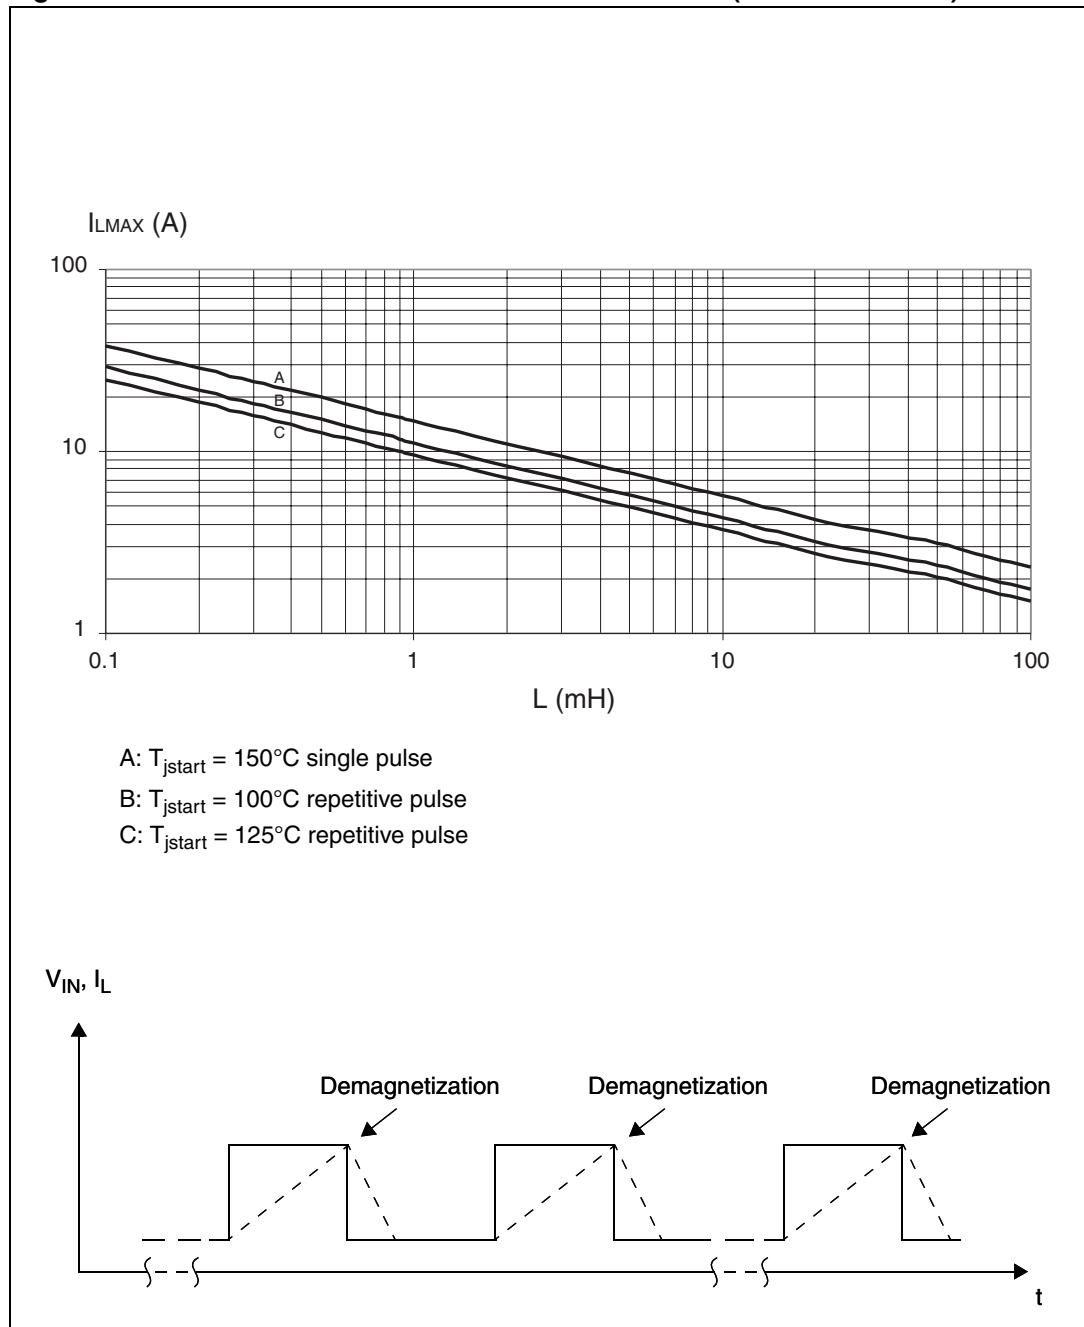 ILMAX (A)
100
A
B
C
10
1
0.1 1 10 100
L (mH)
A: Tjstart = 150°C single pulse
B: Tjstart = 100°C repetitive pulse
C: Tjstart = 125°C repetitive pulse
VIN, IL
Demagnetization Demagnetization Demagnetization
t